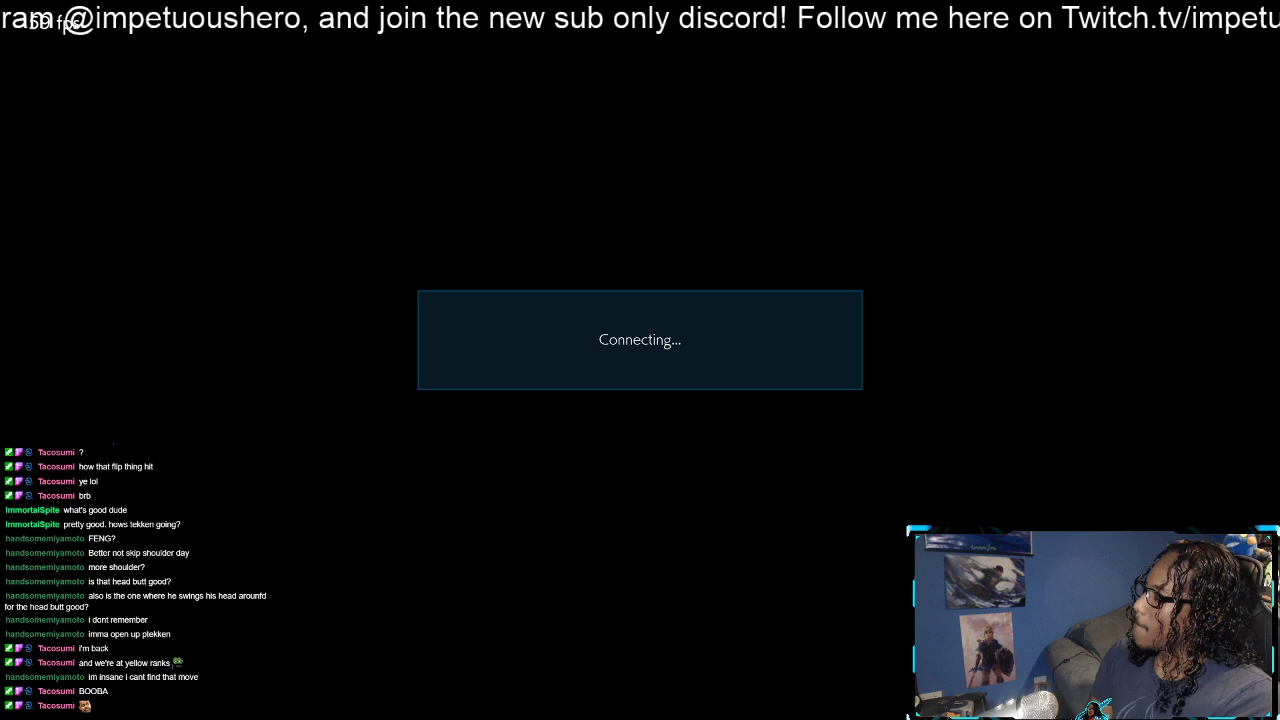 ram @impetuoushero, and join the new sub only discord! Follow me here on Twitch.tv/impetu
59 fps
Connecting...
Tacosumi ?
Tacosumi how that flip thing hit
Tacosumi ye lol
Tacosumi brb
ImmortalSpite what's good dude
ImmortalSpite pretty good. hows tekken going?
handsomemiyamoto FENG?
handsomemiyamoto Better not skip shoulder day
handsomemiyamoto more shoulder?
handsomemiyamoto is that head butt good?
handsomemiyamoto also is the one where he swings his head arounfd
for the head butt good?
handsomemiyamoto i dont remember
handsomemiyamoto imma open up ptekken
Tacosumi i'm back
Tacosumi and we're at yellow ranks
handsomemiyamoto im insane i cant find that move
Tacosumi BOOBA
Tacosumi